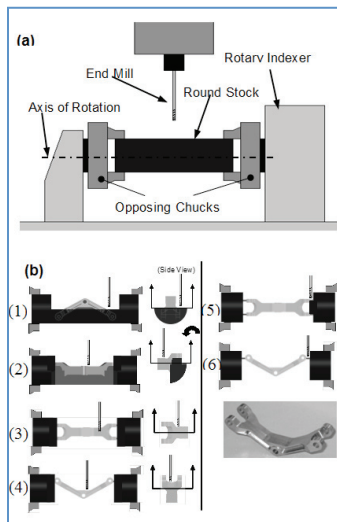 (a)
End Mill
Rotary Indexer
Round Stock
Axis of Rotation
Opposing Chucks
(b)
(Side View)
(1)
(2)
(3)
(4)
(5)
(6)